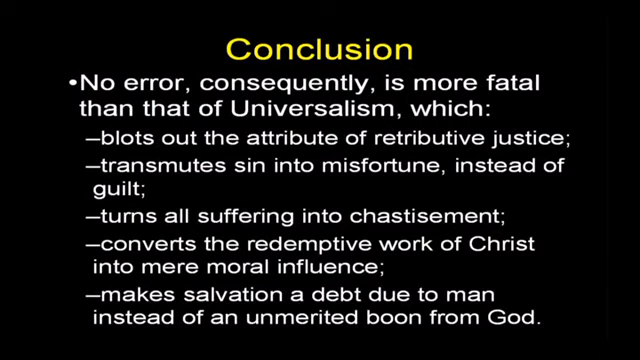 Conclusion
•No error, consequently, is more fatal
than that of Universalism, which:
–blots out the attribute of retributive justice;
–transmutes sin into misfortune, instead of
guilt;
–turns all suffering into chastisement;
–converts the redemptive work of Christ
into mere moral influence;
–makes salvation a debt due to man
instead of an unmerited boon from God.